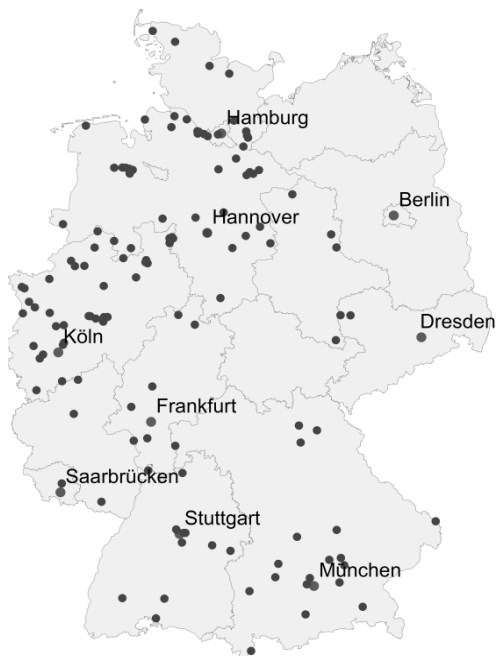 Hamburg
Berlin
Hannover
Dresden
Köln
Frankfurt
Saarbrücken
Stuttgart
München